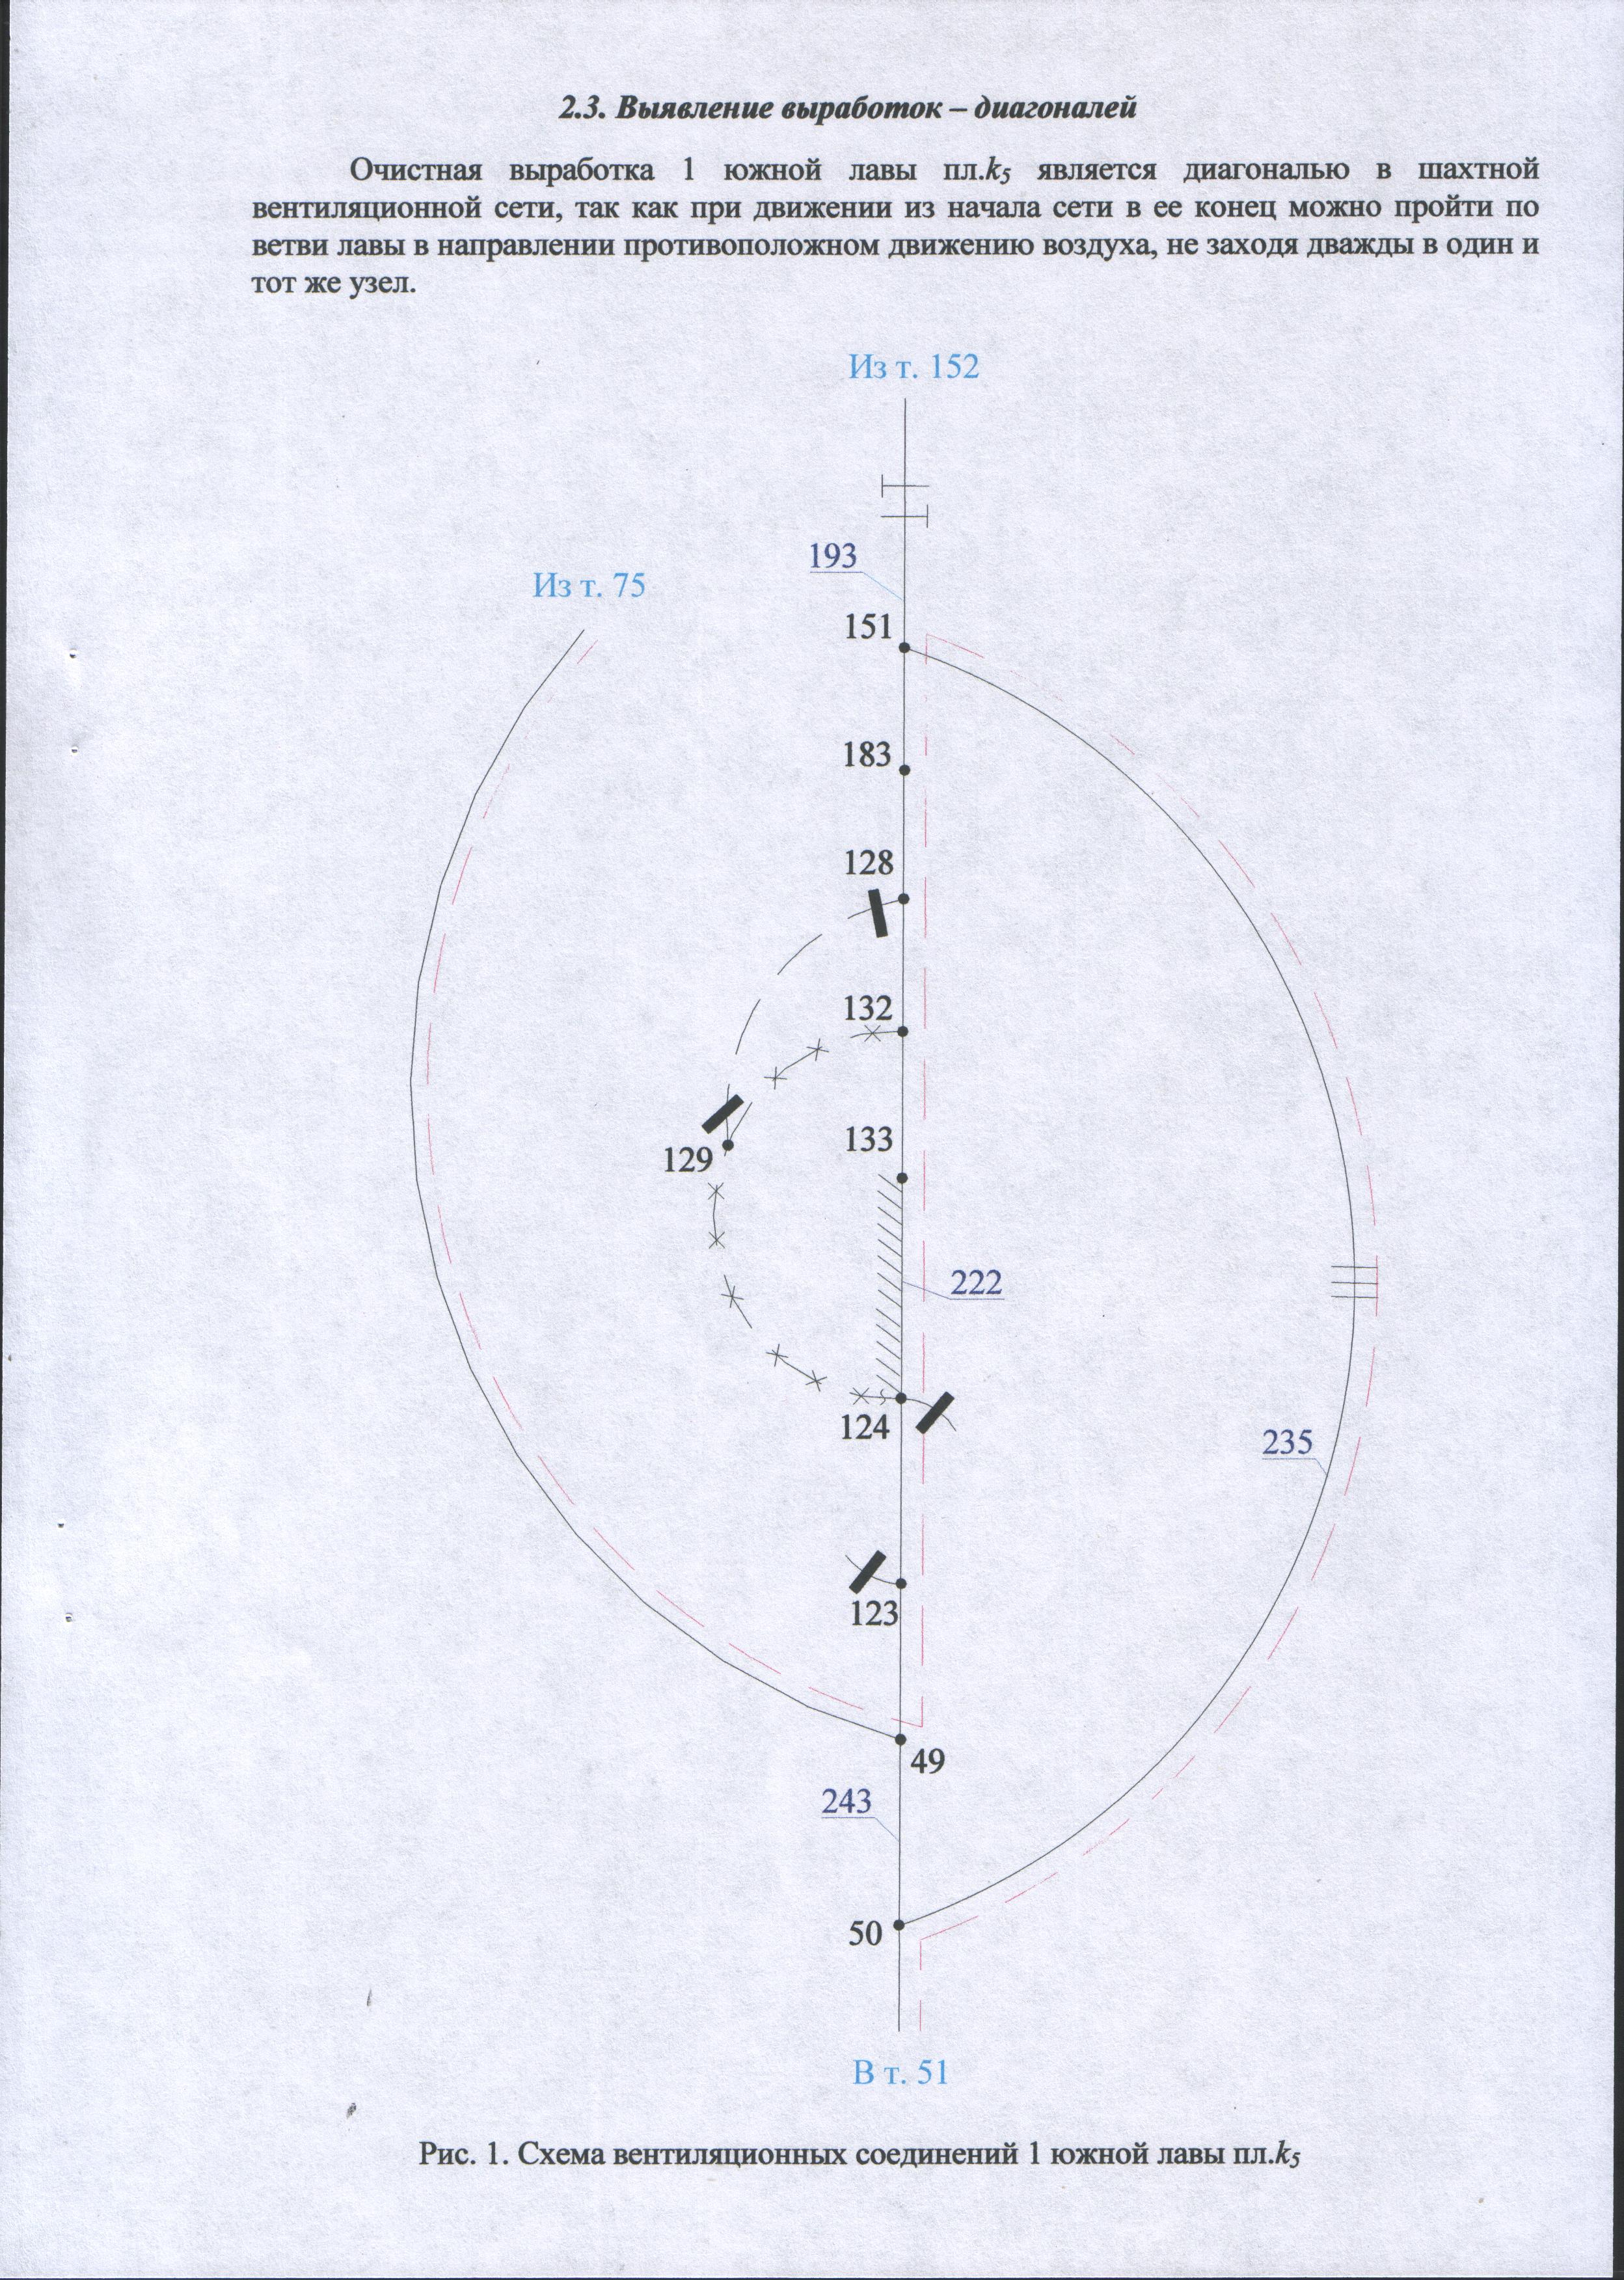 2.3. Выявление выработок – диагоналей
Очистная выработка 1 южной лавы пл.k5 является диагональю в шахтной
вентиляционной сети, так как при движении из начала сети в ее конец можно пройти по
ветви лавы в направлении противоположном движению воздуха, не заходя дважды в один и
тот же узел.
Из т. 152
193
Из т. 75
151
183
128
132
133
129
222
124
235
123
49
243
50
В т. 51
Рис. 1. Схема вентиляционных соединений 1 южной лавы пл.k5